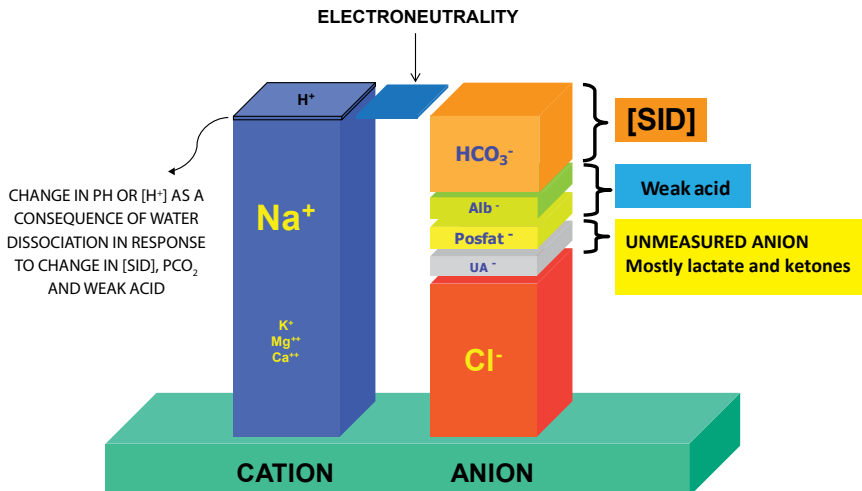 ELECTRONEUTRALITY
H⁺
CHANGE IN PH OR [H⁺] AS A
CONSEQUENCE OF WATER
DISSOCIATION IN RESPONSE
TO CHANGE IN [SID], PCO₂
AND WEAK ACID
Na⁺
K⁺
Mg⁺⁺
Ca⁺⁺
HCO₃⁻
Alb⁻
Posfat⁻
UA⁻
Cl⁻
[SID]
Weak acid
UNMEASURED ANION
Mostly lactate and ketones
CATION
ANION